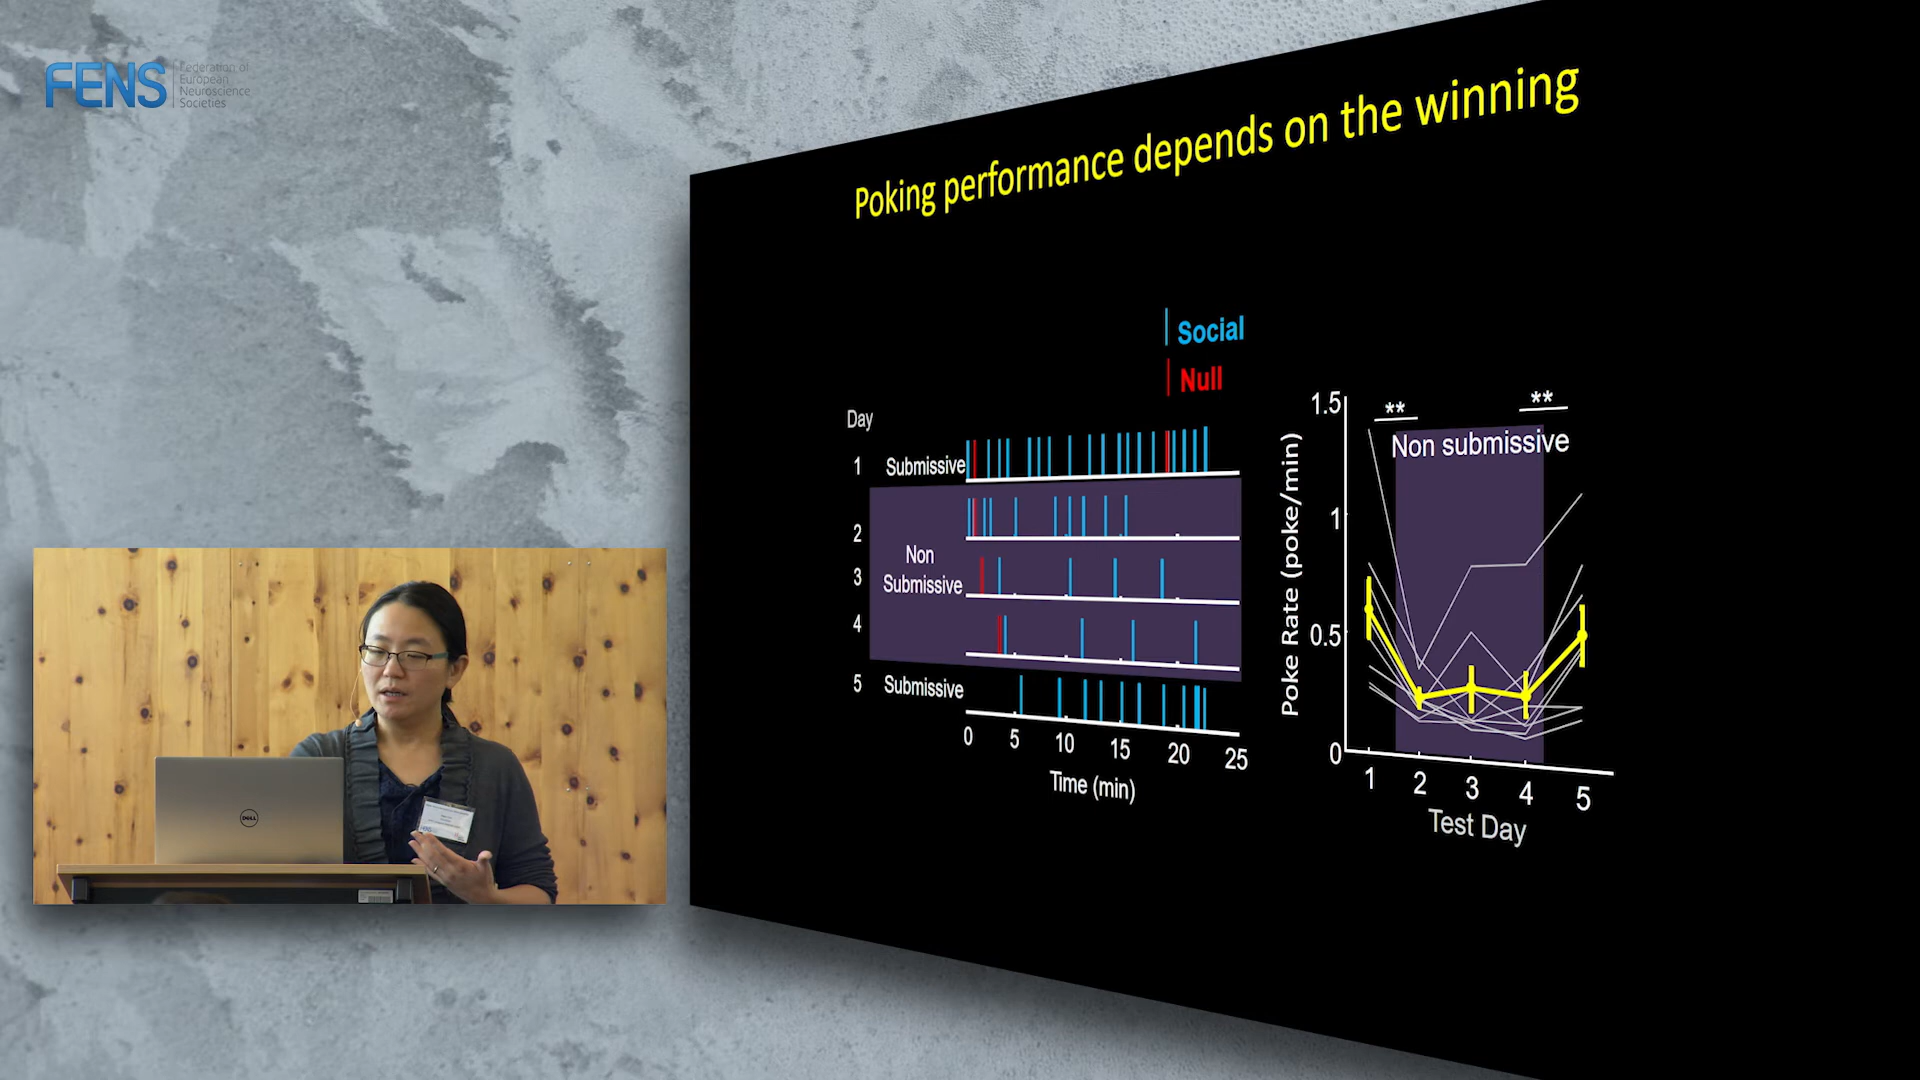 FENS
Federation of
European
Neuroscience
Societies
Poking performance depends on the winning
Social
Null
Day
1 Submissive
2
Non
Submissive
3
4
5 Submissive
0 5 10 15 20 25
Time (min)
Poke Rate (poke/min)
1.5
1
0.5
0
** **
Non submissive
1 2 3 4 5
Test Day
DELL
FENS